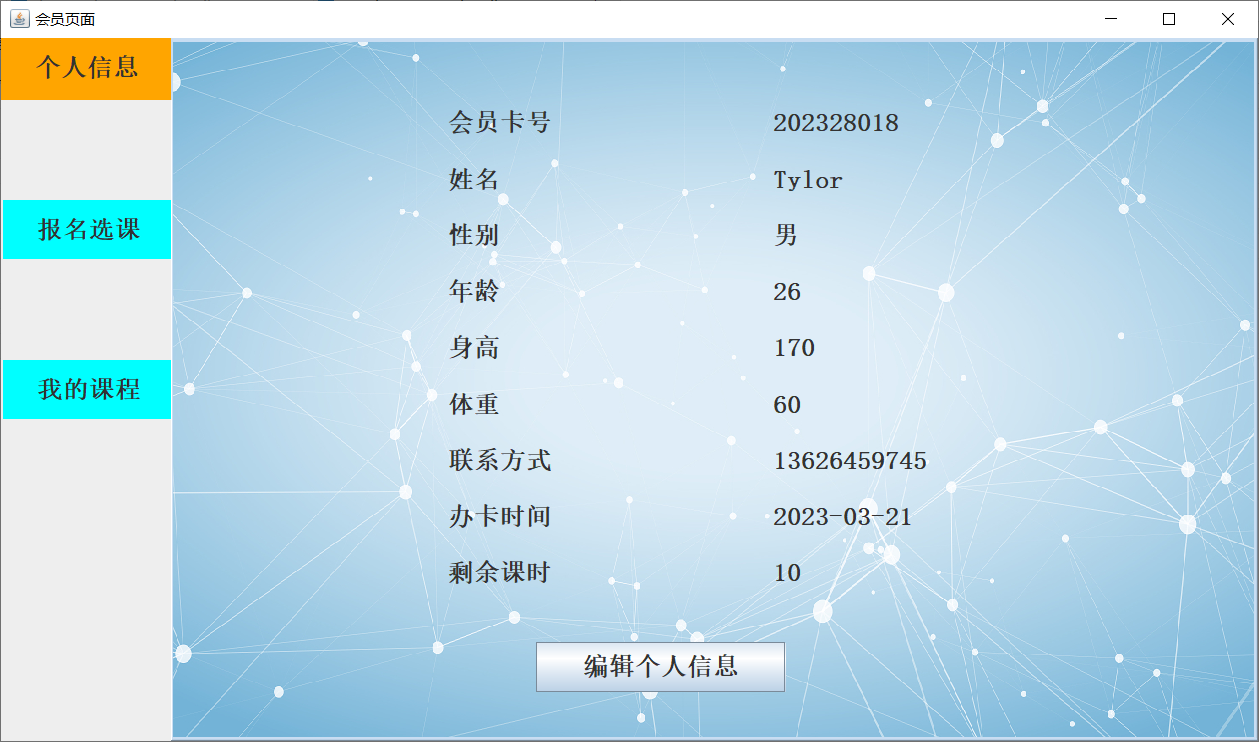 会员页面
个人信息
报名选课
我的课程
会员卡号 202328018
姓名 Tylor
性别 男
年龄 26
身高 170
体重 60
联系方式 13626459745
办卡时间 2023-03-21
剩余课时 10
编辑个人信息